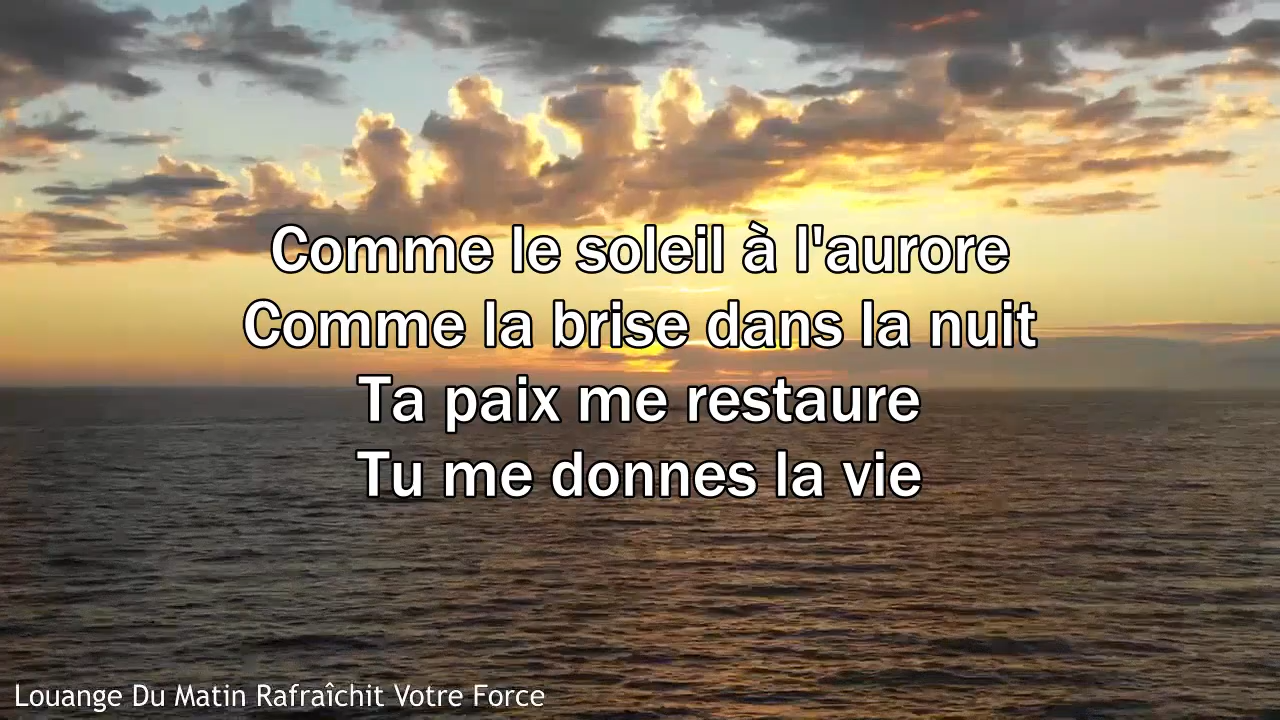 Comme le soleil à l'aurore
Comme la brise dans la nuit
Ta paix me restaure
Tu me donnes la vie
Louange Du Matin Rafraîchit Votre Force